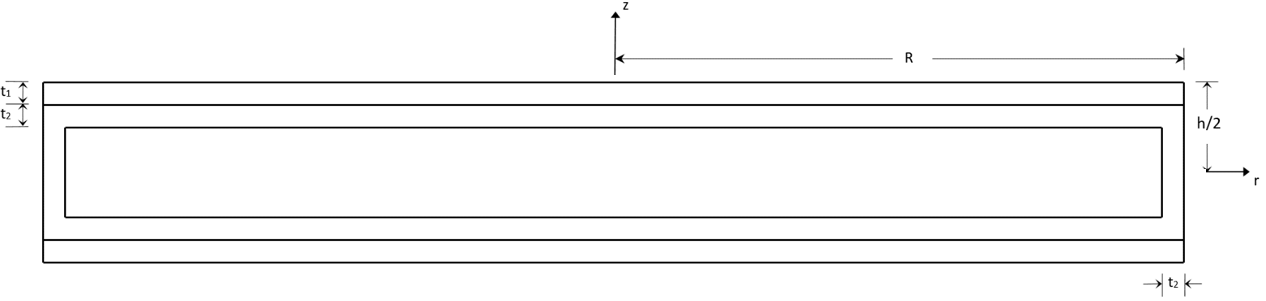 z
R
t₁
t₂
h/2
r
t₂